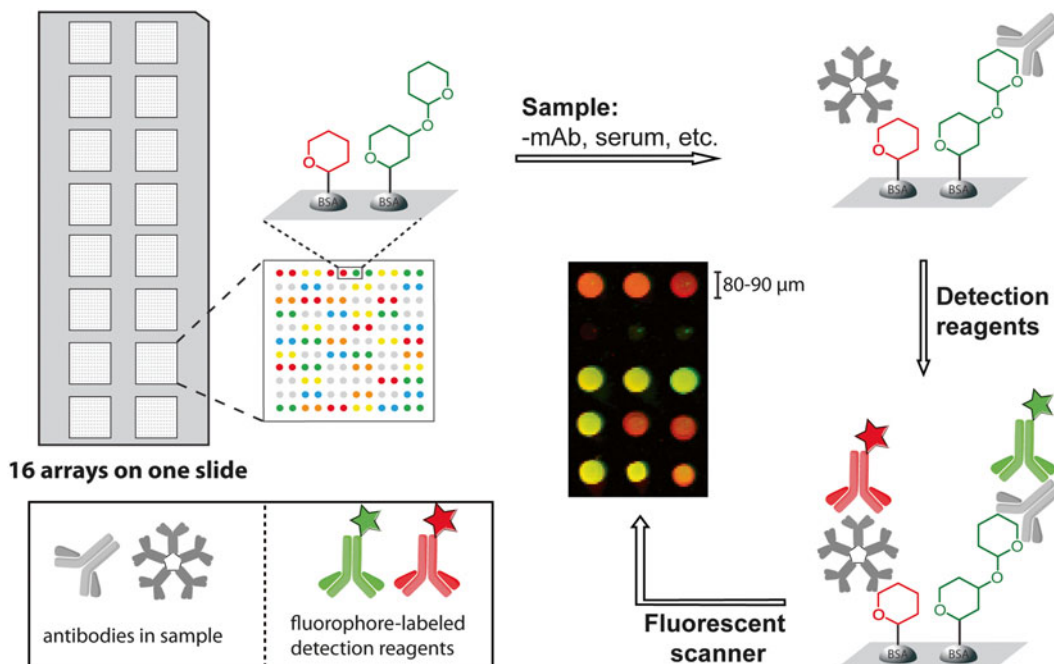 Sample:
-mAb, serum, etc.
BSA
BSA
BSA
BSA
80-90 µm
Detection
reagents
16 arrays on one slide
antibodies in sample
fluorophore-labeled
detection reagents
Fluorescent
scanner
BSA
BSA